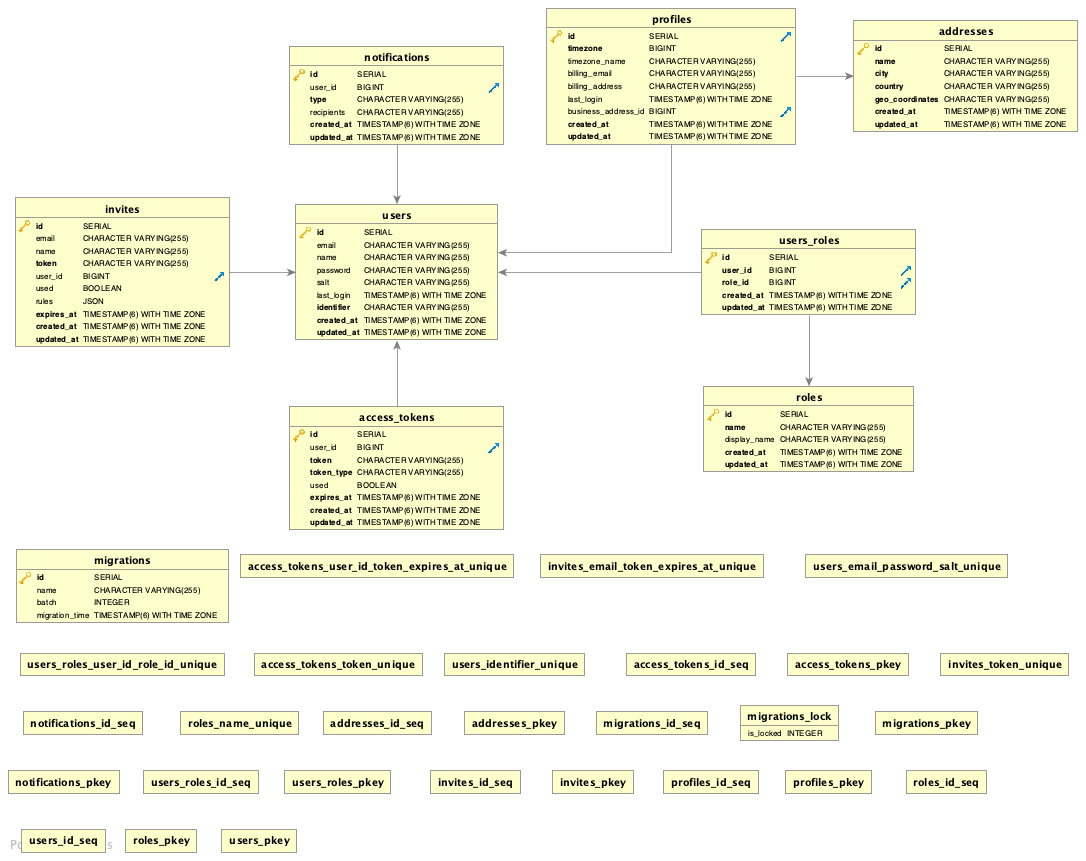 profiles
id SERIAL
timezone BIGINT
timezone_name CHARACTER VARYING(255)
billing_email CHARACTER VARYING(255)
billing_address CHARACTER VARYING(255)
last_login TIMESTAMP(6) WITH TIME ZONE
business_address_id BIGINT
created_at TIMESTAMP(6) WITH TIME ZONE
updated_at TIMESTAMP(6) WITH TIME ZONE
addresses
id SERIAL
name CHARACTER VARYING(255)
city CHARACTER VARYING(255)
country CHARACTER VARYING(255)
geo_coordinates CHARACTER VARYING(255)
created_at TIMESTAMP(6) WITH TIME ZONE
updated_at TIMESTAMP(6) WITH TIME ZONE
notifications
id SERIAL
user_id BIGINT
type CHARACTER VARYING(255)
recipients CHARACTER VARYING(255)
created_at TIMESTAMP(6) WITH TIME ZONE
updated_at TIMESTAMP(6) WITH TIME ZONE
invites
id SERIAL
email CHARACTER VARYING(255)
name CHARACTER VARYING(255)
token CHARACTER VARYING(255)
user_id BIGINT
used BOOLEAN
rules JSON
expires_at TIMESTAMP(6) WITH TIME ZONE
created_at TIMESTAMP(6) WITH TIME ZONE
updated_at TIMESTAMP(6) WITH TIME ZONE
users
id SERIAL
email CHARACTER VARYING(255)
name CHARACTER VARYING(255)
password CHARACTER VARYING(255)
salt CHARACTER VARYING(255)
last_login TIMESTAMP(6) WITH TIME ZONE
identifier CHARACTER VARYING(255)
created_at TIMESTAMP(6) WITH TIME ZONE
updated_at TIMESTAMP(6) WITH TIME ZONE
users_roles
id SERIAL
user_id BIGINT
role_id BIGINT
created_at TIMESTAMP(6) WITH TIME ZONE
updated_at TIMESTAMP(6) WITH TIME ZONE
roles
id SERIAL
name CHARACTER VARYING(255)
display_name CHARACTER VARYING(255)
created_at TIMESTAMP(6) WITH TIME ZONE
updated_at TIMESTAMP(6) WITH TIME ZONE
access_tokens
id SERIAL
user_id BIGINT
token CHARACTER VARYING(255)
token_type CHARACTER VARYING(255)
used BOOLEAN
expires_at TIMESTAMP(6) WITH TIME ZONE
created_at TIMESTAMP(6) WITH TIME ZONE
updated_at TIMESTAMP(6) WITH TIME ZONE
migrations
id SERIAL
name CHARACTER VARYING(255)
batch INTEGER
migration_time TIMESTAMP(6) WITH TIME ZONE
access_tokens_user_id_token_expires_at_unique
invites_email_token_expires_at_unique
users_email_password_salt_unique
users_roles_user_id_role_id_unique
access_tokens_token_unique
users_identifier_unique
access_tokens_id_seq
access_tokens_pkey
invites_token_unique
notifications_id_seq
roles_name_unique
addresses_id_seq
addresses_pkey
migrations_id_seq
migrations_lock
is_locked INTEGER
migrations_pkey
notifications_pkey
users_roles_id_seq
users_roles_pkey
invites_id_seq
invites_pkey
profiles_id_seq
profiles_pkey
roles_id_seq
users_id_seq
roles_pkey
users_pkey